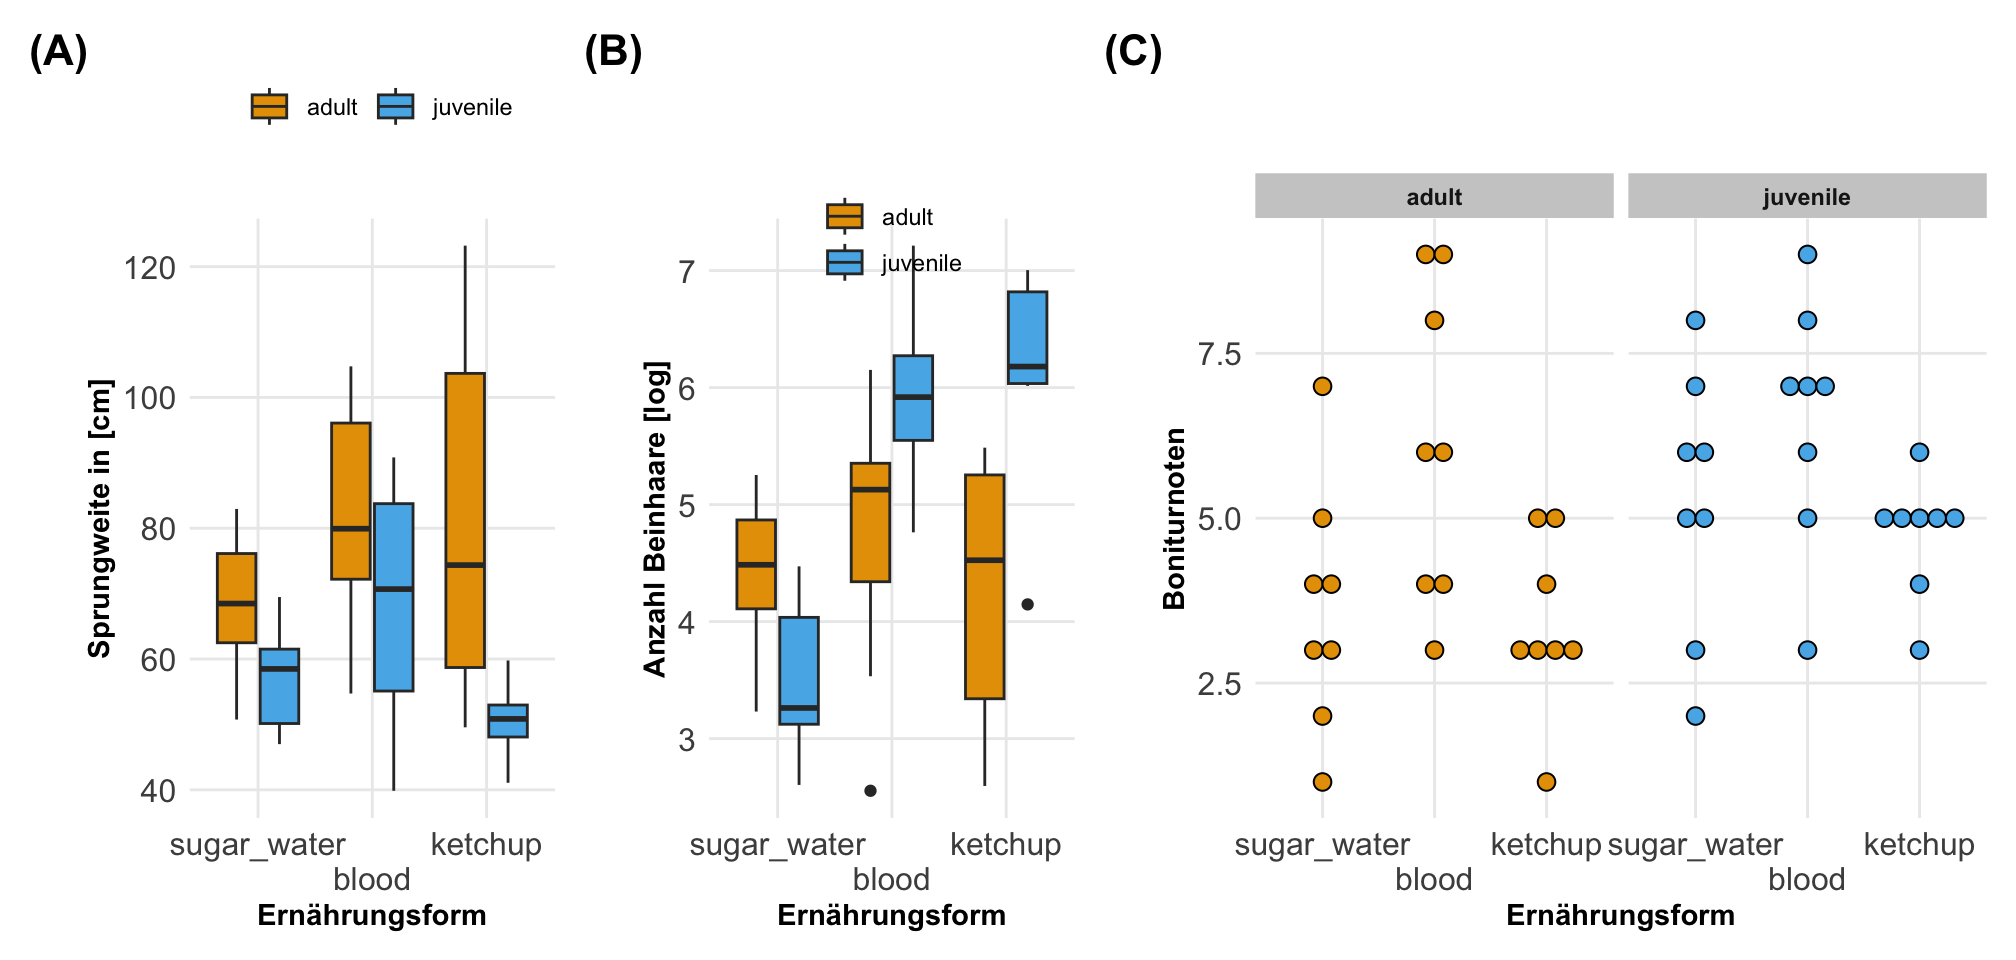 (A)
adult juvenile
Sprungweite in [cm]
120
100
80
60
40
sugar_water ketchup
blood
Ernährungsform
(B)
adult
juvenile
Anzahl Beinhaare [log]
7
6
5
4
3
sugar_water ketchup
blood
Ernährungsform
(C)
adult juvenile
Boniturnoten
7.5
5.0
2.5
sugar_water ketchup sugar_water ketchup
blood blood
Ernährungsform